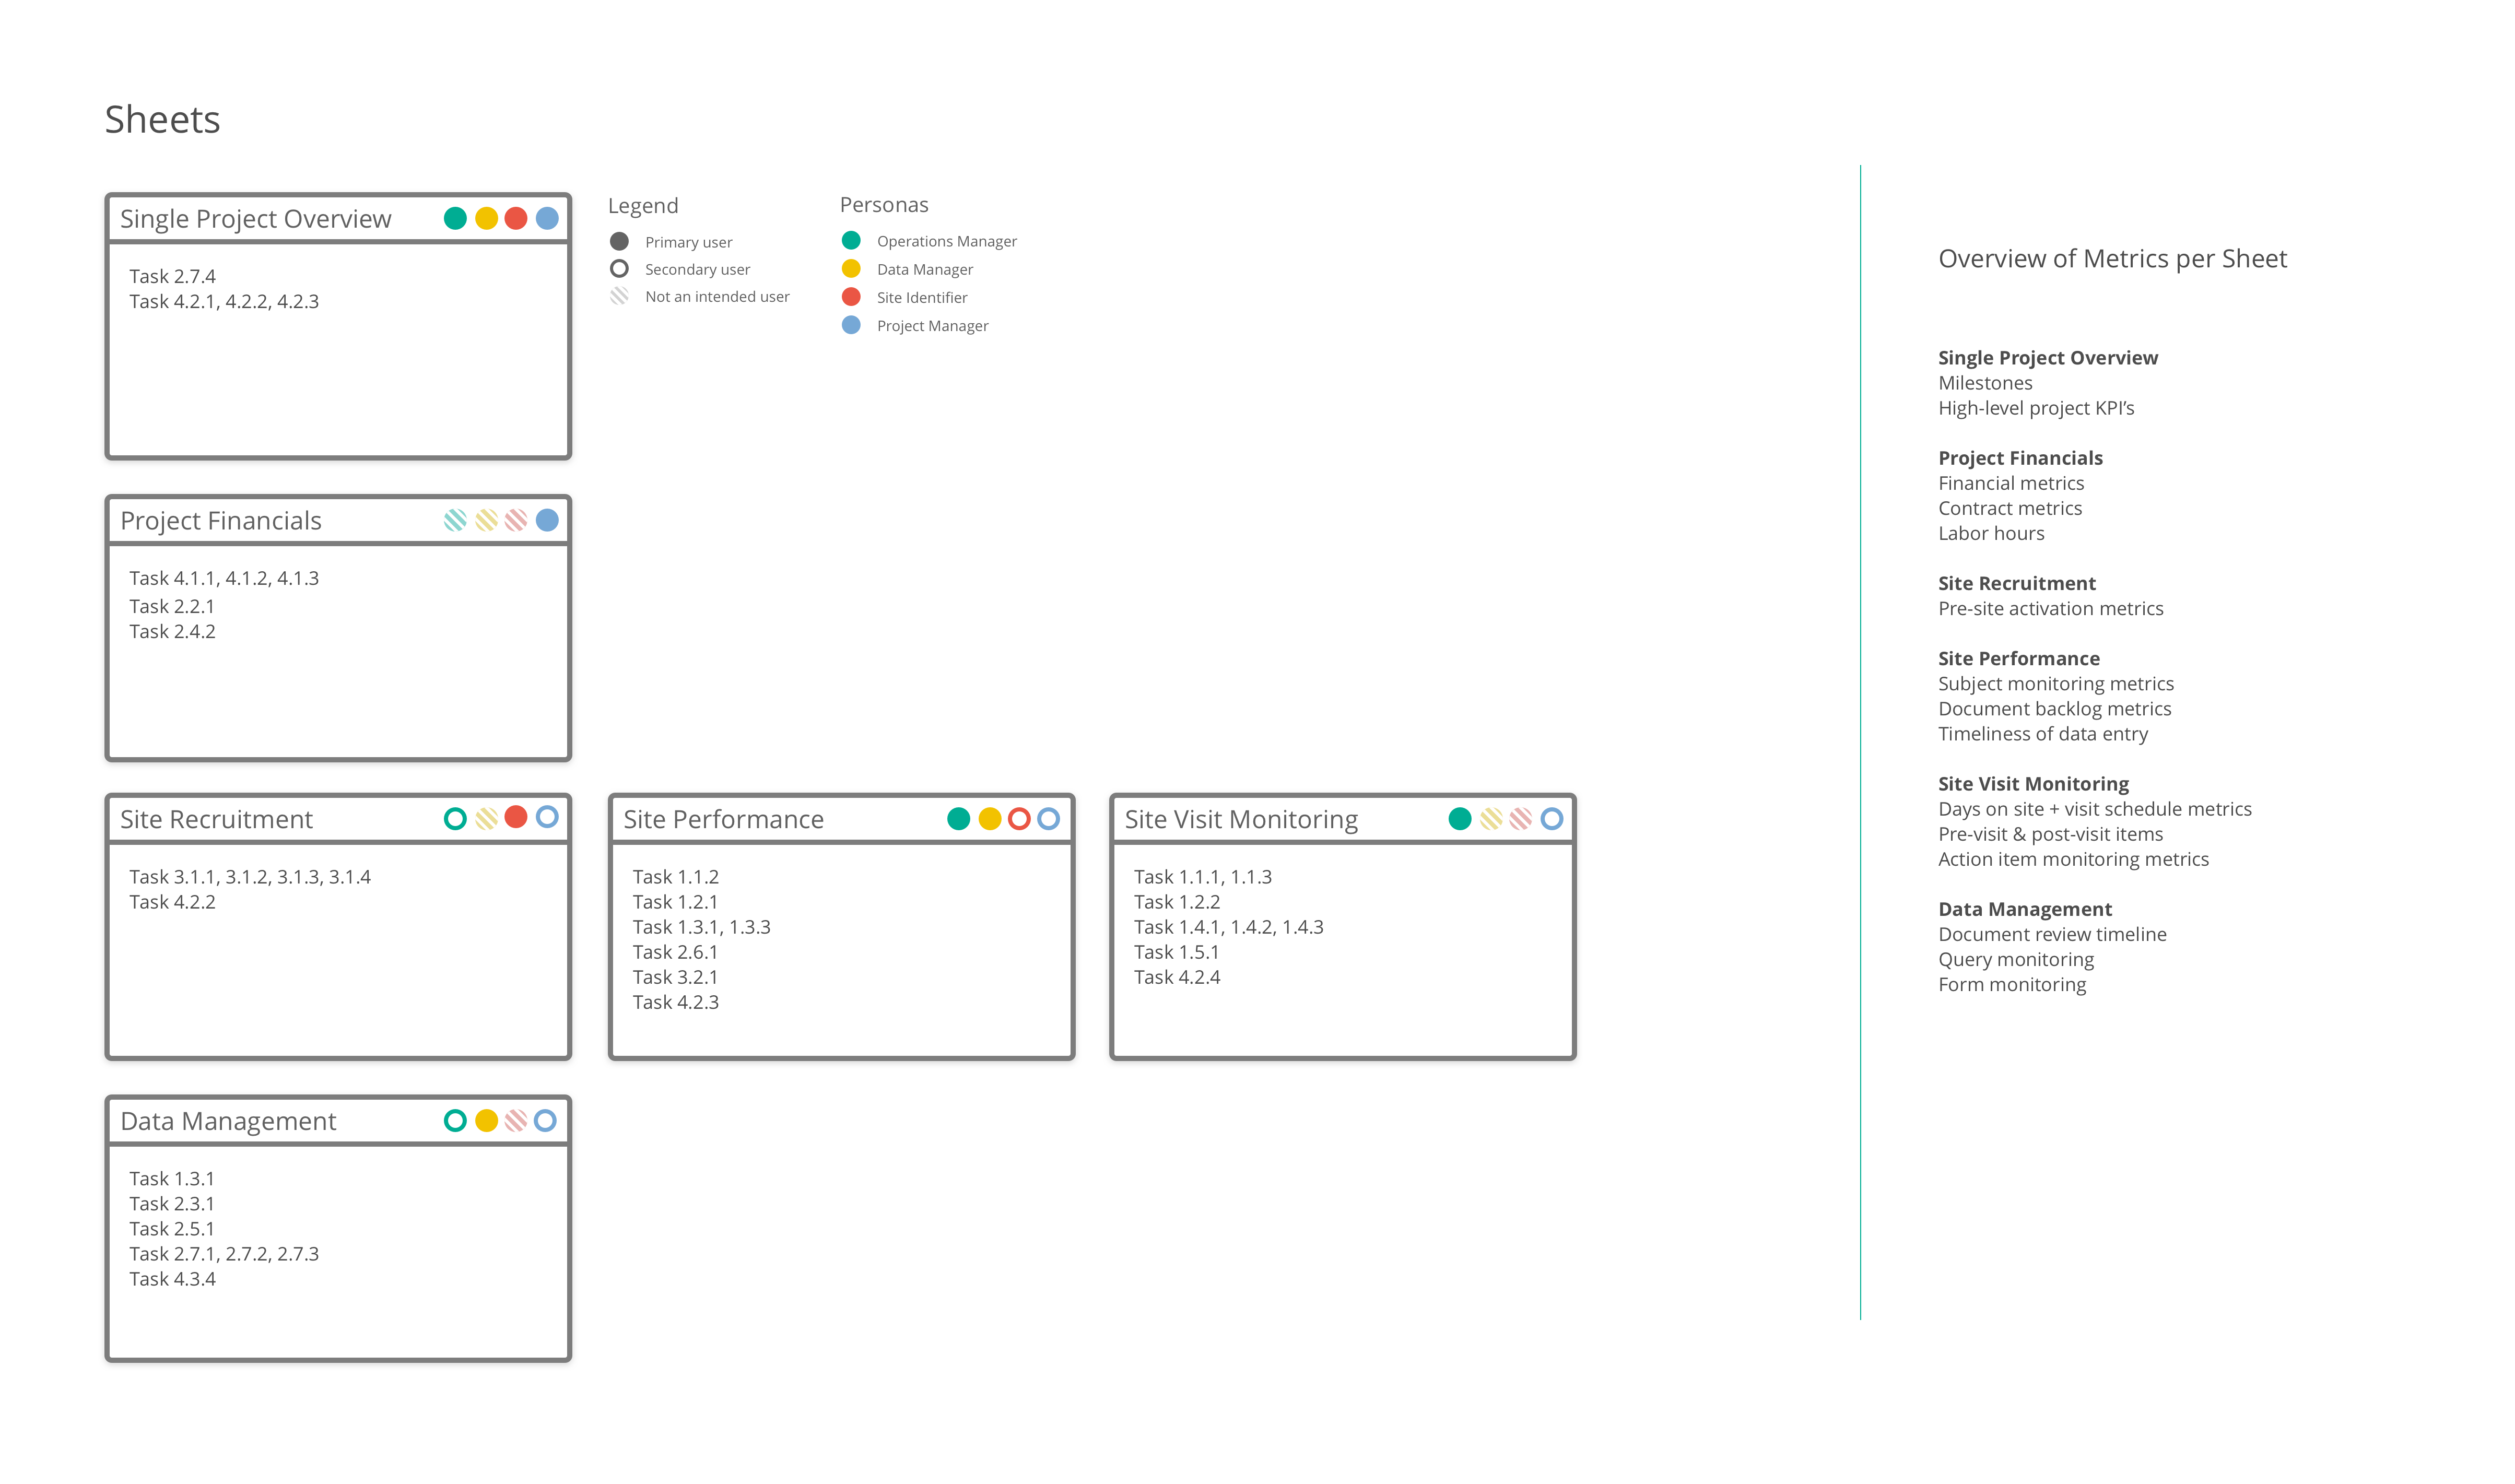 Sheets
Single Project Overview
Task 2.7.4
Task 4.2.1, 4.2.2, 4.2.3
Legend
Primary user
Secondary user
Not an intended user
Personas
Operations Manager
Data Manager
Site Identifier
Project Manager
Project Financials
Task 4.1.1, 4.1.2, 4.1.3
Task 2.2.1
Task 2.4.2
Site Recruitment
Task 3.1.1, 3.1.2, 3.1.3, 3.1.4
Task 4.2.2
Site Performance
Task 1.1.2
Task 1.2.1
Task 1.3.1, 1.3.3
Task 2.6.1
Task 3.2.1
Task 4.2.3
Site Visit Monitoring
Task 1.1.1, 1.1.3
Task 1.2.2
Task 1.4.1, 1.4.2, 1.4.3
Task 1.5.1
Task 4.2.4
Data Management
Task 1.3.1
Task 2.3.1
Task 2.5.1
Task 2.7.1, 2.7.2, 2.7.3
Task 4.3.4
Overview of Metrics per Sheet
Single Project Overview
Milestones
High-level project KPI’s
Project Financials
Financial metrics
Contract metrics
Labor hours
Site Recruitment
Pre-site activation metrics
Site Performance
Subject monitoring metrics
Document backlog metrics
Timeliness of data entry
Site Visit Monitoring
Days on site + visit schedule metrics
Pre-visit & post-visit items
Action item monitoring metrics
Data Management
Document review timeline
Query monitoring
Form monitoring